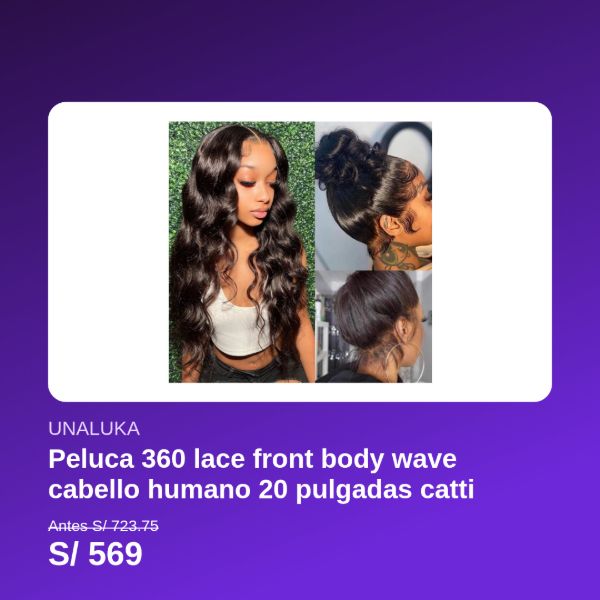 UNALUKA
Peluca 360 lace front body wave
cabello humano 20 pulgadas catti
Antes S/ 723.75
S/ 569